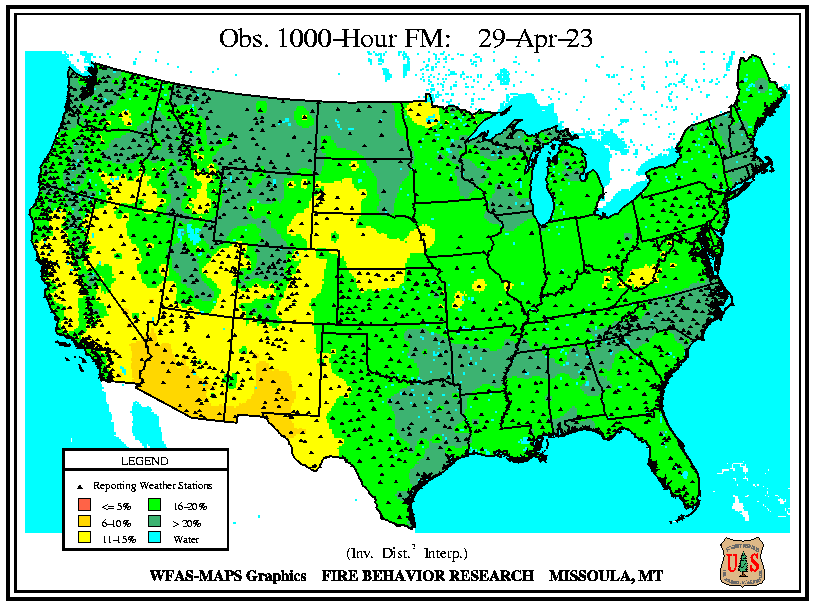 Obs. 1000-Hour FM: 29-Apr-23
LEGEND
Reporting Weather Stations
<= 5% 16-20%
6-10% > 20%
11-15% Water
(Inv. Dist.² Interp.)
WFAS-MAPS Graphics FIRE BEHAVIOR RESEARCH MISSOULA, MT
U S